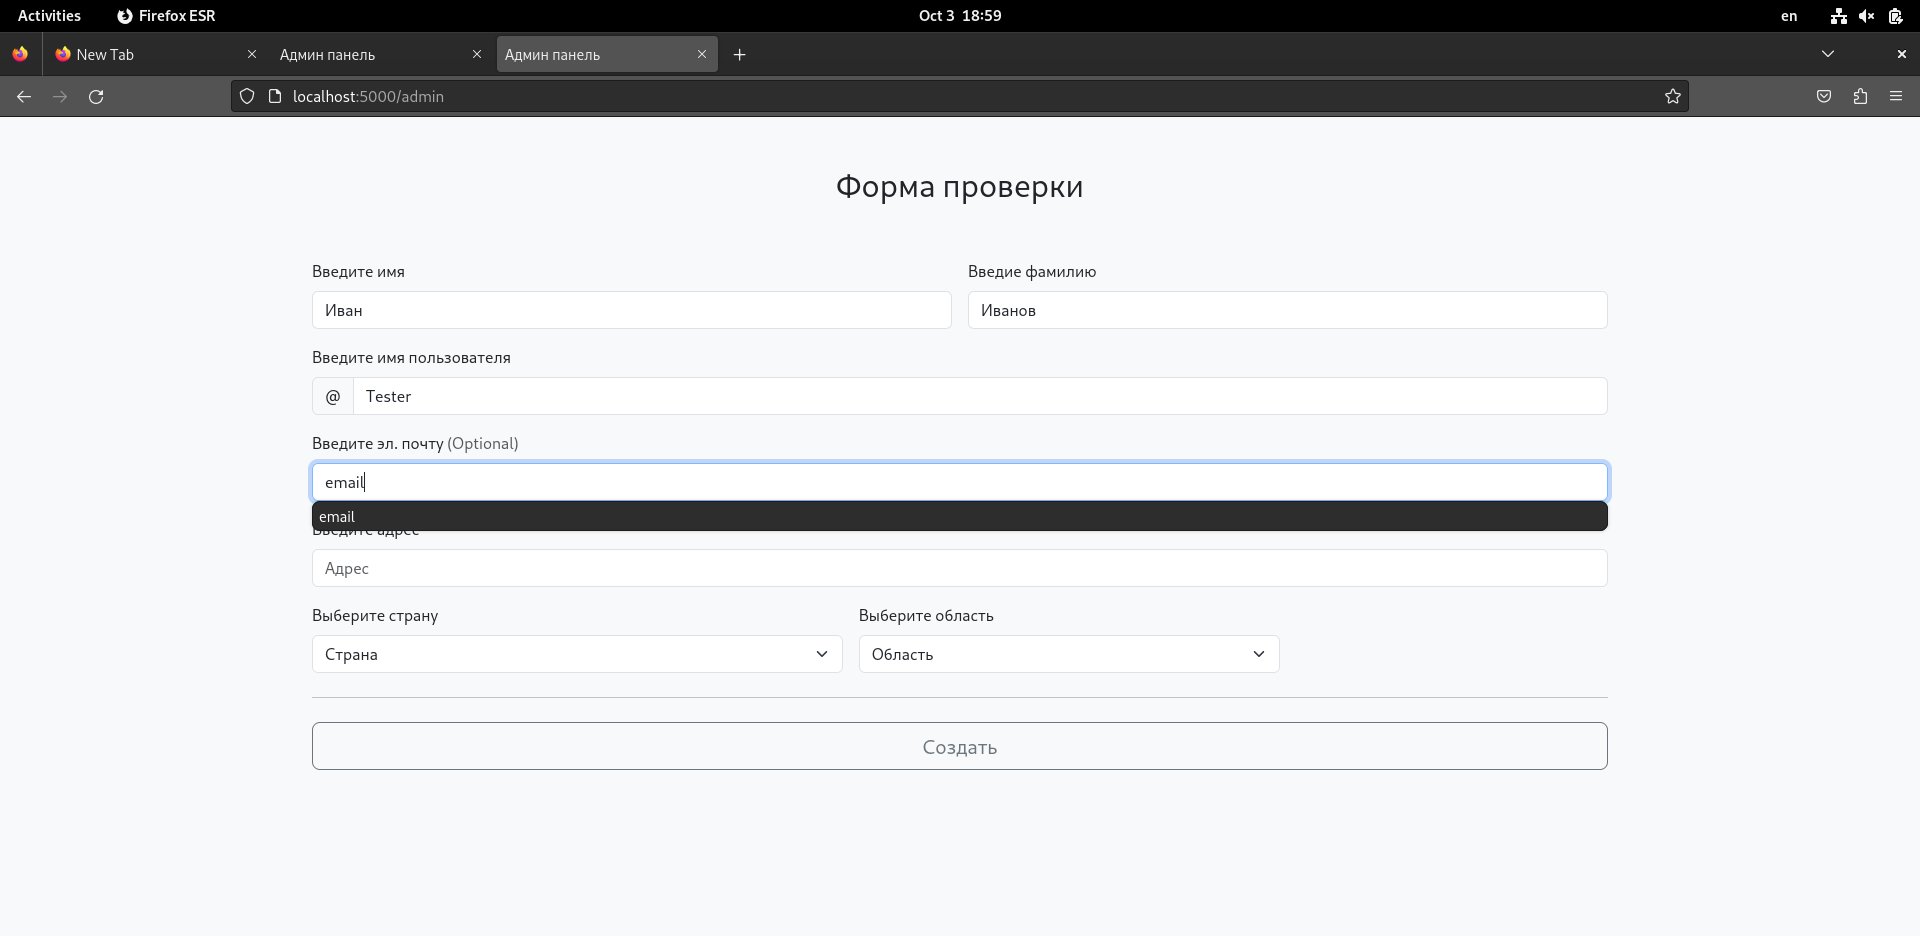 Activities Firefox ESR Oct 3 18:59 en
New Tab Админ панель Админ панель
localhost:5000/admin
Форма проверки
Введите имя Введие фамилию
Иван Иванов
Введите имя пользователя
@ Tester
Введите эл. почту (Optional)
email
email
Введите адрес
Адрес
Выберите страну Выберите область
Страна Область
Создать